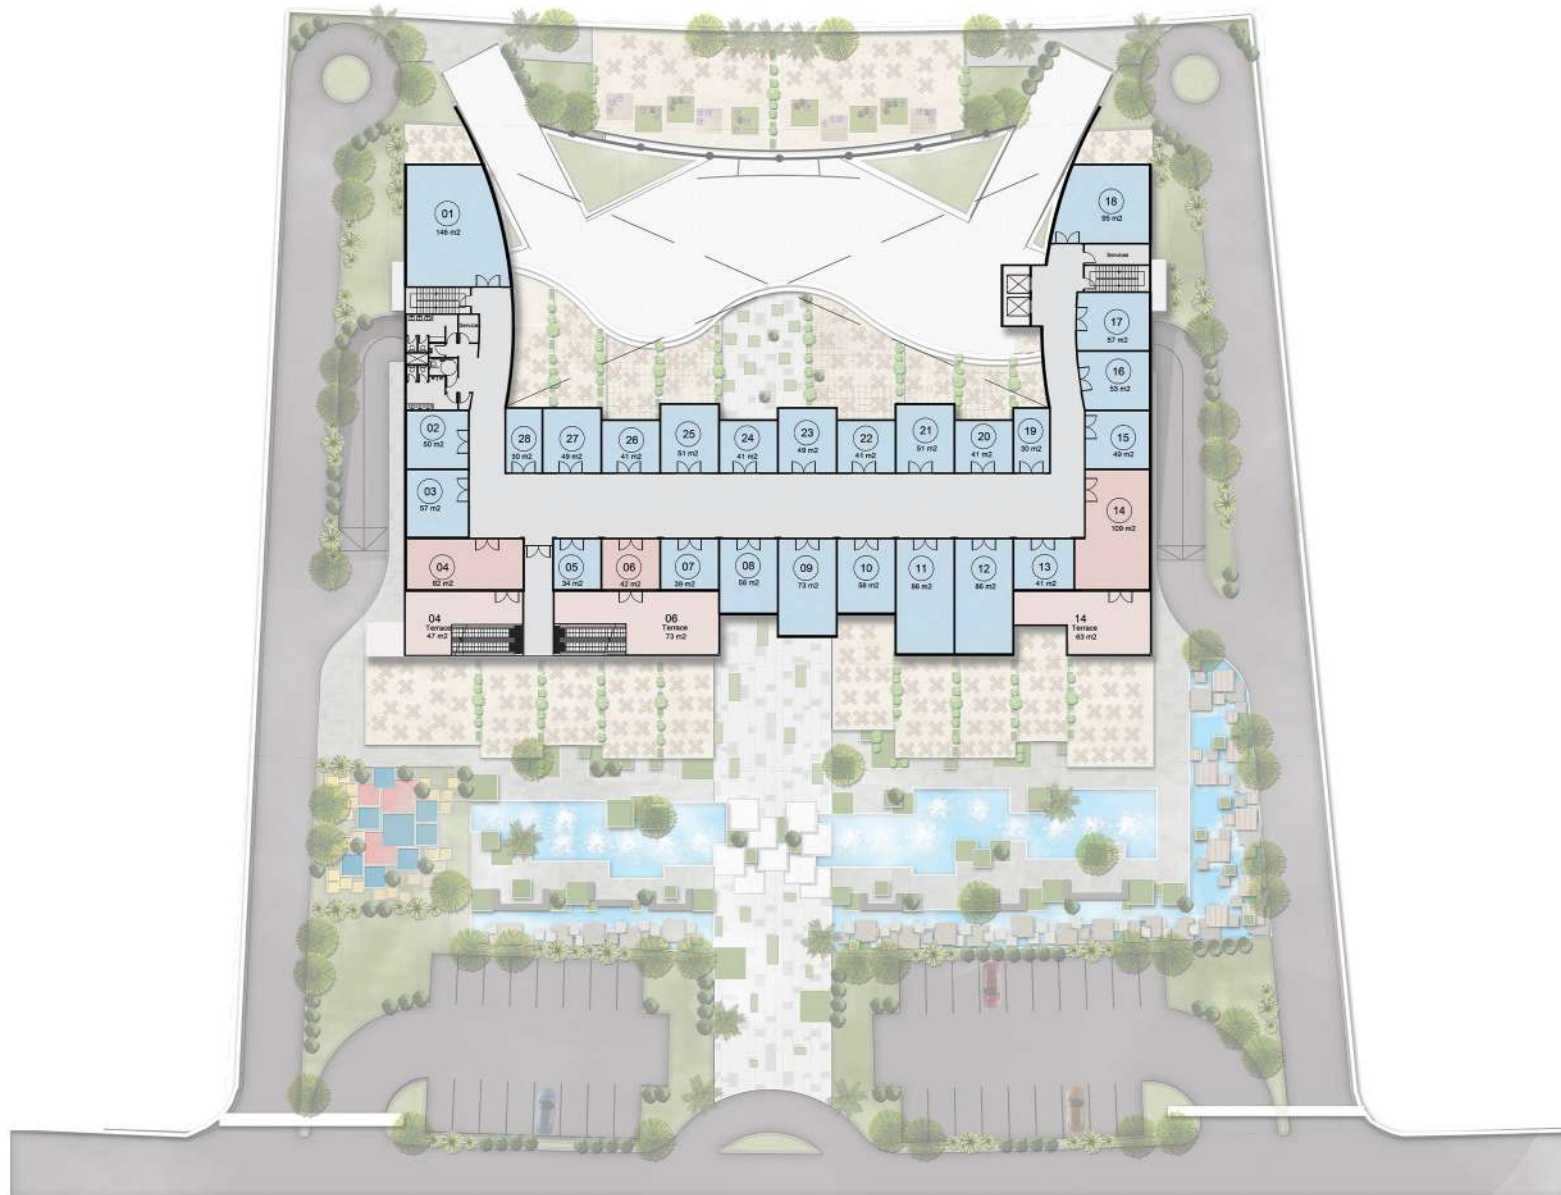 01
146 m2
18
95 m2
Services
17
57 m2
Services
16
53 m2
02
50 m2
28
30 m2
27
49 m2
26
41 m2
25
51 m2
24
41 m2
23
49 m2
22
41 m2
21
51 m2
20
41 m2
19
30 m2
15
49 m2
03
57 m2
14
109 m2
04
62 m2
05
34 m2
06
42 m2
07
39 m2
08
58 m2
09
73 m2
10
58 m2
11
86 m2
12
86 m2
13
41 m2
04
Terrace
47 m2
06
Terrace
73 m2
14
Terrace
63 m2